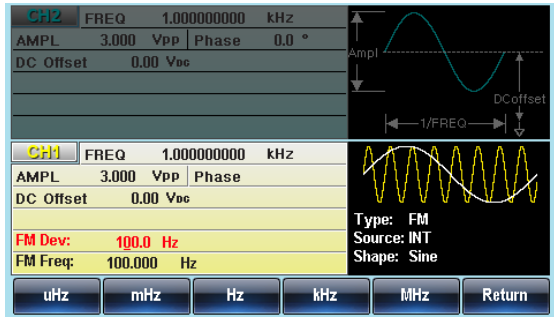 CH2 FREQ 1.000000000 kHz
AMPL 3.000 VPP Phase 0.0 °
DC Offset 0.00 VDC
Ampl
DCoffset
1/FREQ
CH1 FREQ 1.000000000 kHz
AMPL 3.000 VPP Phase
DC Offset 0.00 VDC
FM Dev: 100.0 Hz
FM Freq: 100.000 Hz
Type: FM
Source: INT
Shape: Sine
uHz mHz Hz kHz MHz Return